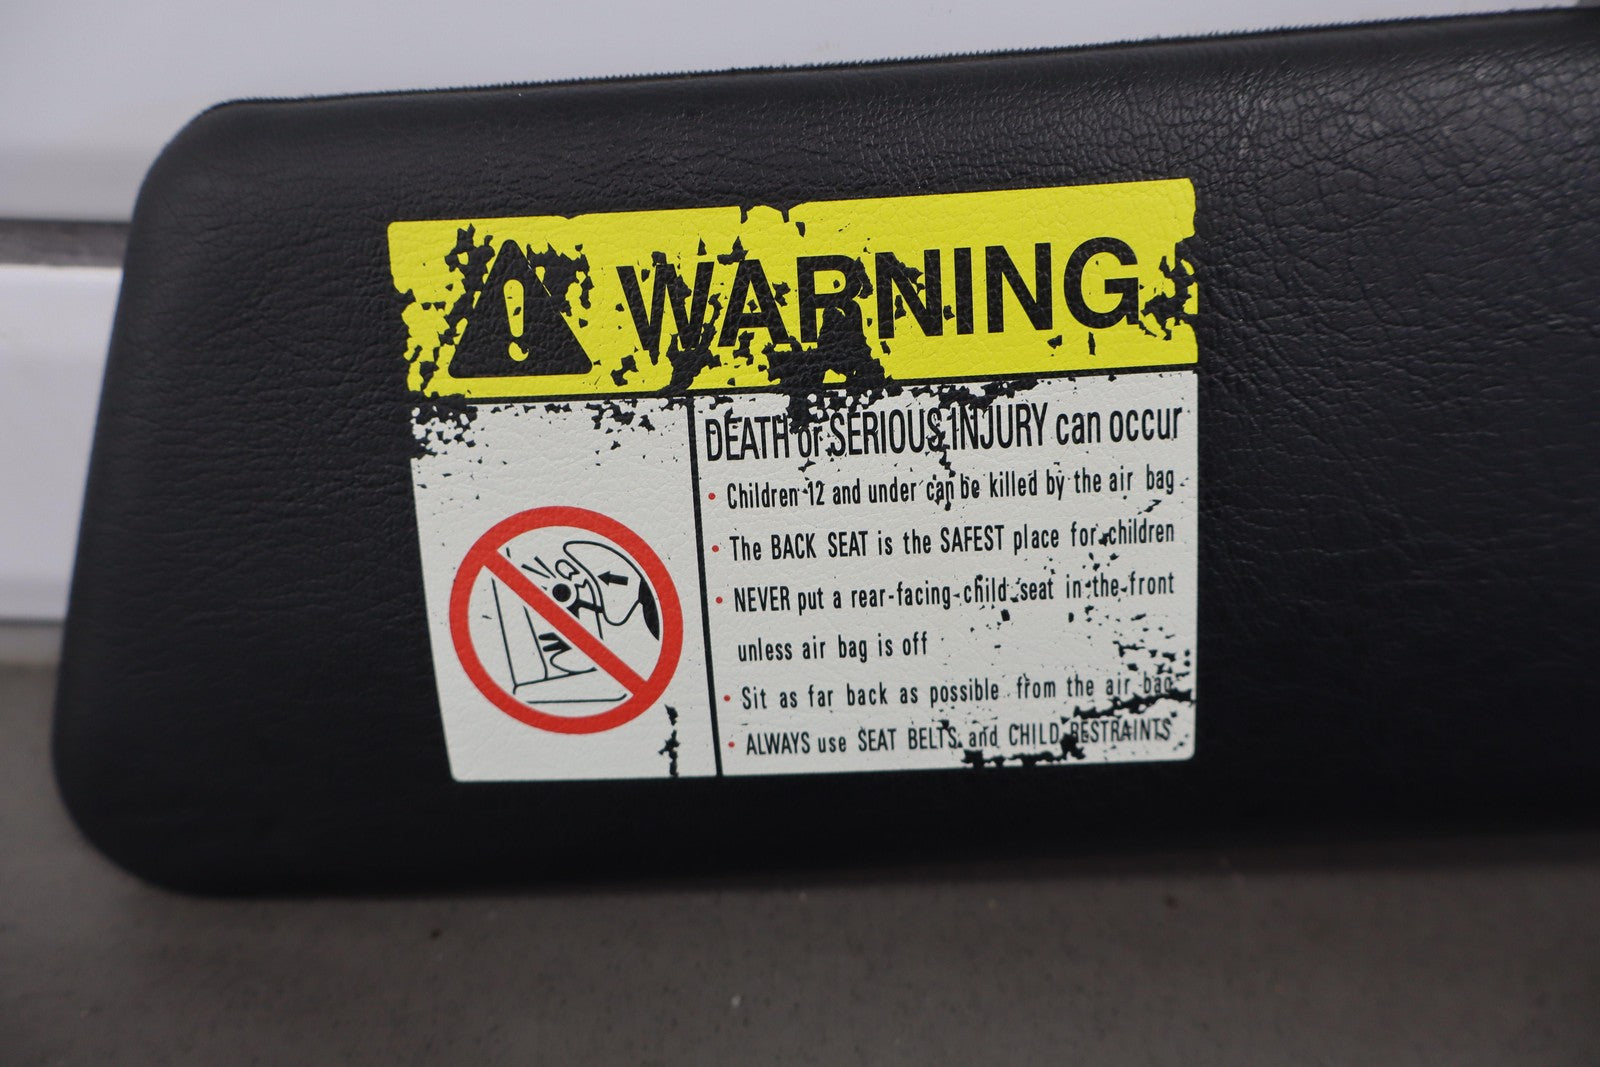 WARNING
DEATH or SERIOUS INJURY can occur
• Children 12 and under can be killed by the air bag
• The BACK SEAT is the SAFEST place for children
• NEVER put a rear-facing child seat in the front
unless air bag is off
• Sit as far back as possible from the air bag
• ALWAYS use SEAT BELTS and CHILD RESTRAINTS